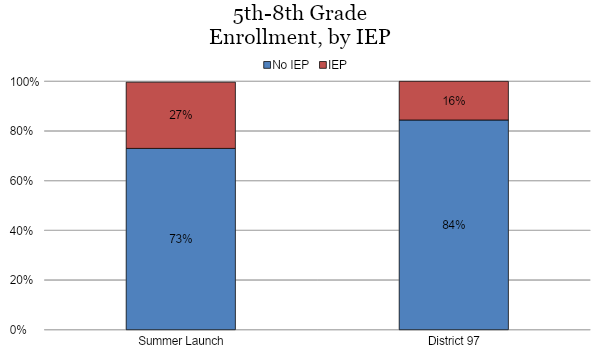 5th-8th Grade
Enrollment, by IEP
No IEP IEP
100%
80%
60%
40%
20%
0%
27%
73%
16%
84%
Summer Launch District 97